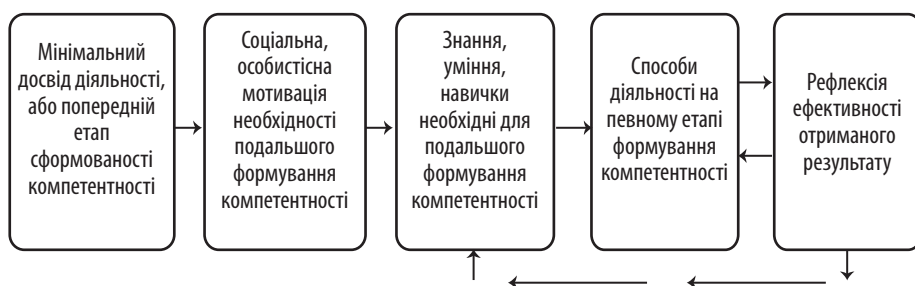 Мінімальний
досвід діяльності,
або попередній
етап
сформованості
компетентності
Соціальна,
особистісна
мотивація
необхідності
подальшого
формування
компетентності
Знання,
уміння,
навички
необхідні для
подальшого
формування
компетентності
Способи
діяльності на
певному етапі
формування
компетентності
Рефлексія
ефективності
отриманого
результату